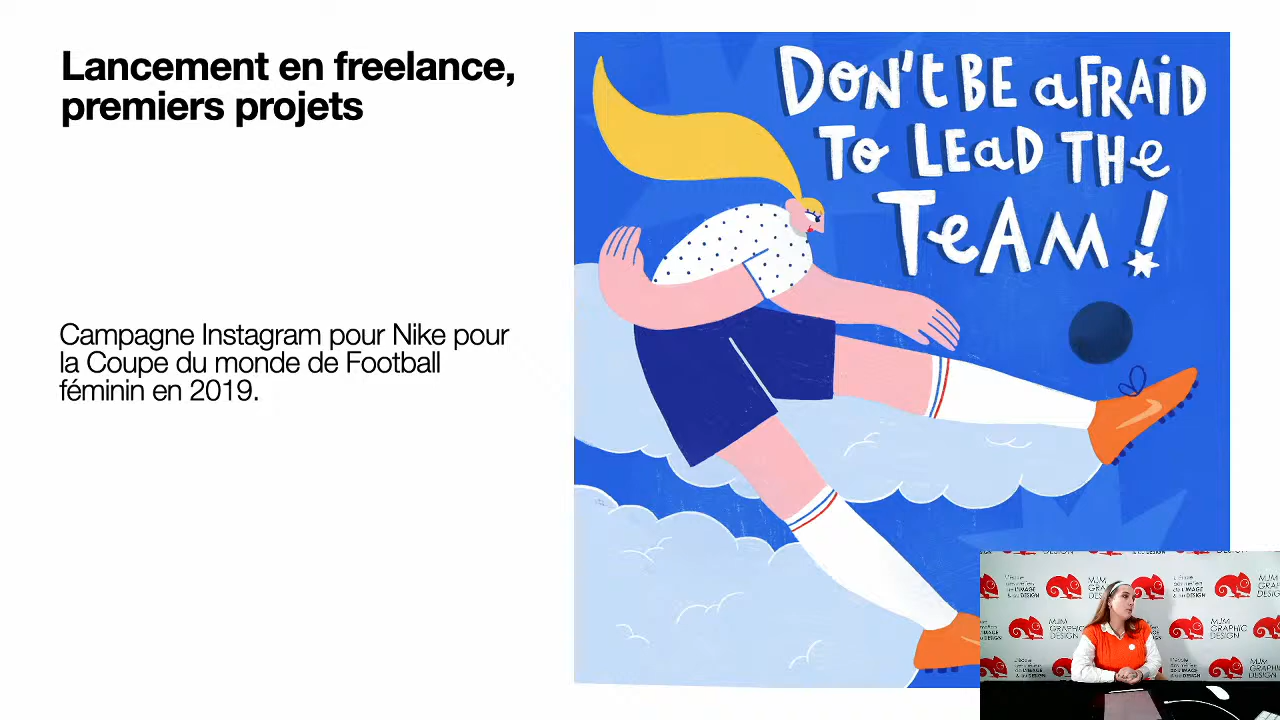 Lancement en freelance,
premiers projets
DON'T BE aFRAiD
To LEaD THe
TeAM!
Campagne Instagram pour Nike pour
la Coupe du monde de Football
féminin en 2019.
MJM
GRAPHIC
DESIGN